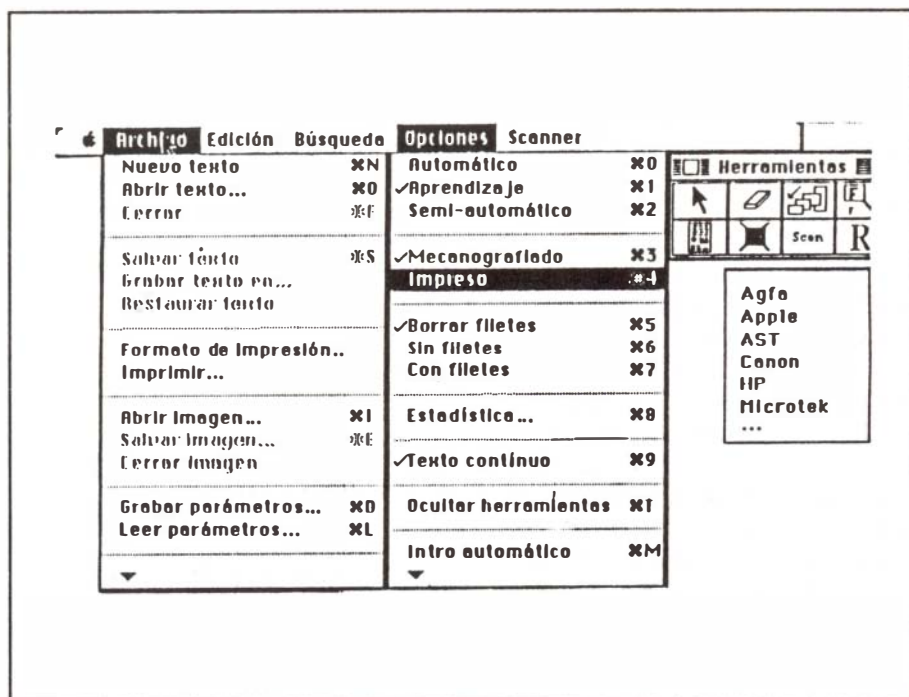 Archivo Edición Búsqueda Opciones Scanner
Nuevo texto ⌘N
Abrir texto... ⌘O
Cerrar ⌘F
Salvar texto ⌘S
Grabar texto en...
Restaurar texto
Formato de Impresión..
Imprimir...
Abrir Imagen... ⌘I
Salvar Imagen... ⌘E
Cerrar Imagen
Grabar parámetros... ⌘D
Leer parámetros... ⌘L
Automático ⌘0
✓Aprendizaje ⌘1
Semi-automático ⌘2
✓Mecanografiado ⌘3
Impreso ⌘4
✓Borrar filetes ⌘5
Sin filetes ⌘6
Con filetes ⌘7
Estadística... ⌘8
✓Texto contínuo ⌘9
Ocultar herramientas ⌘T
Intro automático ⌘M
Herramientas
Scan R
Agfa
Apple
AST
Canon
HP
Microtek
...